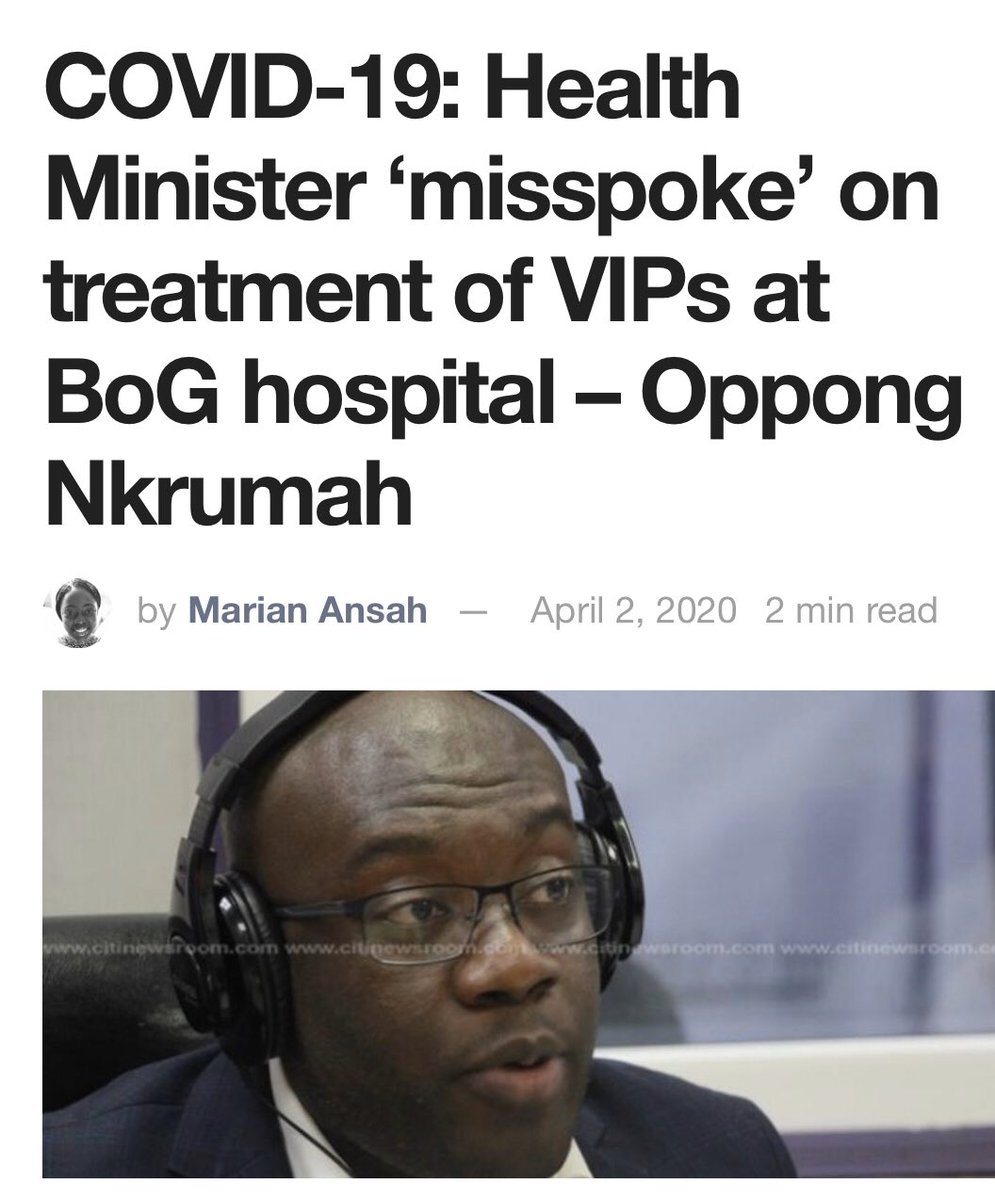 COVID-19: Health
Minister ‘misspoke’ on
treatment of VIPs at
BoG hospital – Oppong
Nkrumah
by Marian Ansah — April 2, 2020 2 min read
www.citinewsroom.com www.citinewsroom.com www.citinewsroom.com www.citinewsroom.c